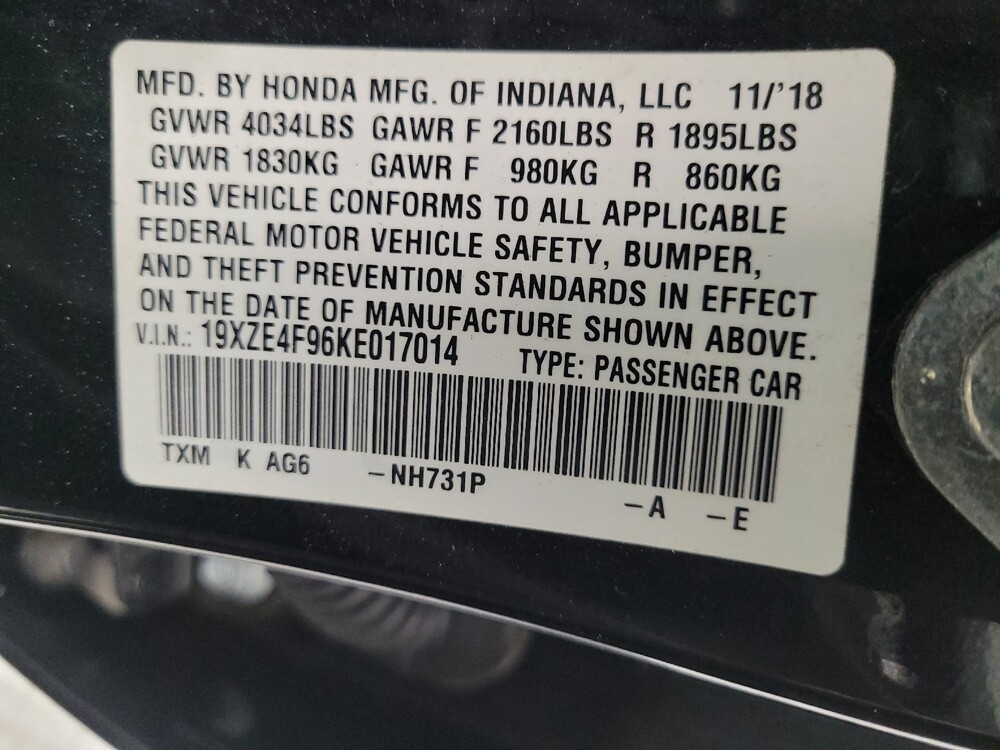 MFD. BY HONDA MFG. OF INDIANA, LLC 11/'18
GVWR 4034LBS GAWR F 2160LBS R 1895LBS
GVWR 1830KG GAWR F 980KG R 860KG
THIS VEHICLE CONFORMS TO ALL APPLICABLE
FEDERAL MOTOR VEHICLE SAFETY, BUMPER,
AND THEFT PREVENTION STANDARDS IN EFFECT
ON THE DATE OF MANUFACTURE SHOWN ABOVE.
V.I.N.: 19XZE4F96KE017014 TYPE: PASSENGER CAR
TXM K AG6 –NH731P –A –E